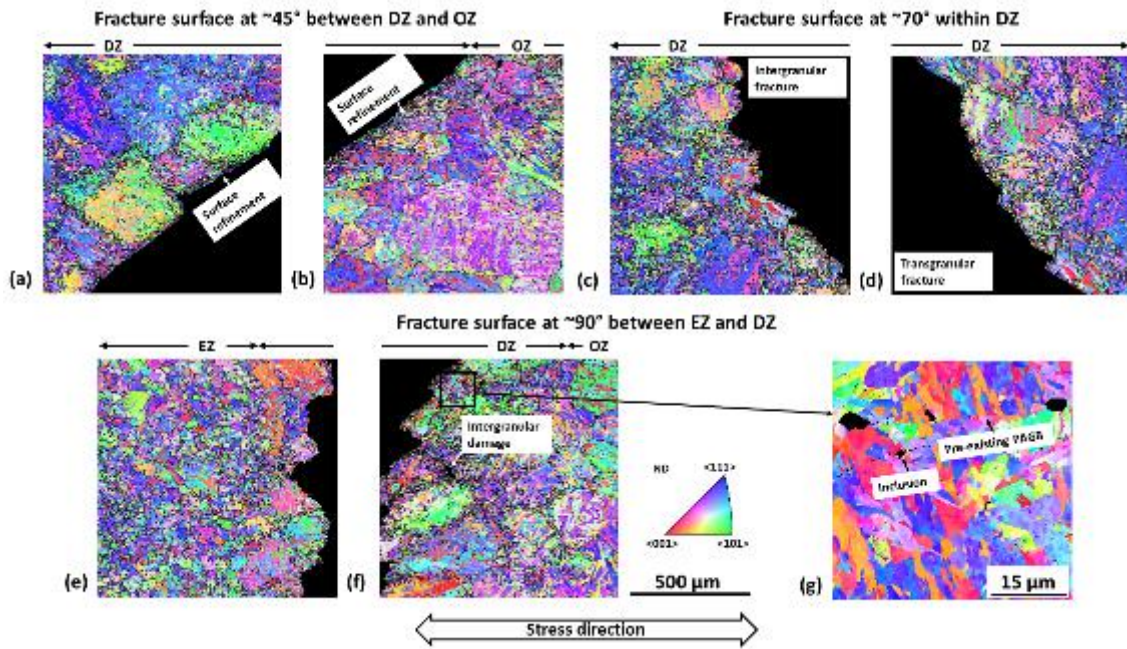 Fracture surface at ~45° between DZ and OZ
Fracture surface at ~70° within DZ
DZ
OZ
DZ
DZ
Surface
refinement
Surface
refinement
Intergranular
fracture
Transgranular
fracture
(a)
(b)
(c)
(d)
Fracture surface at ~90° between EZ and DZ
EZ
DZ
OZ
Intergranular
damage
Pre-existing PAGB
Inclusion
ND
<111>
<001>
<101>
500 µm
15 µm
(e)
(f)
(g)
Stress direction